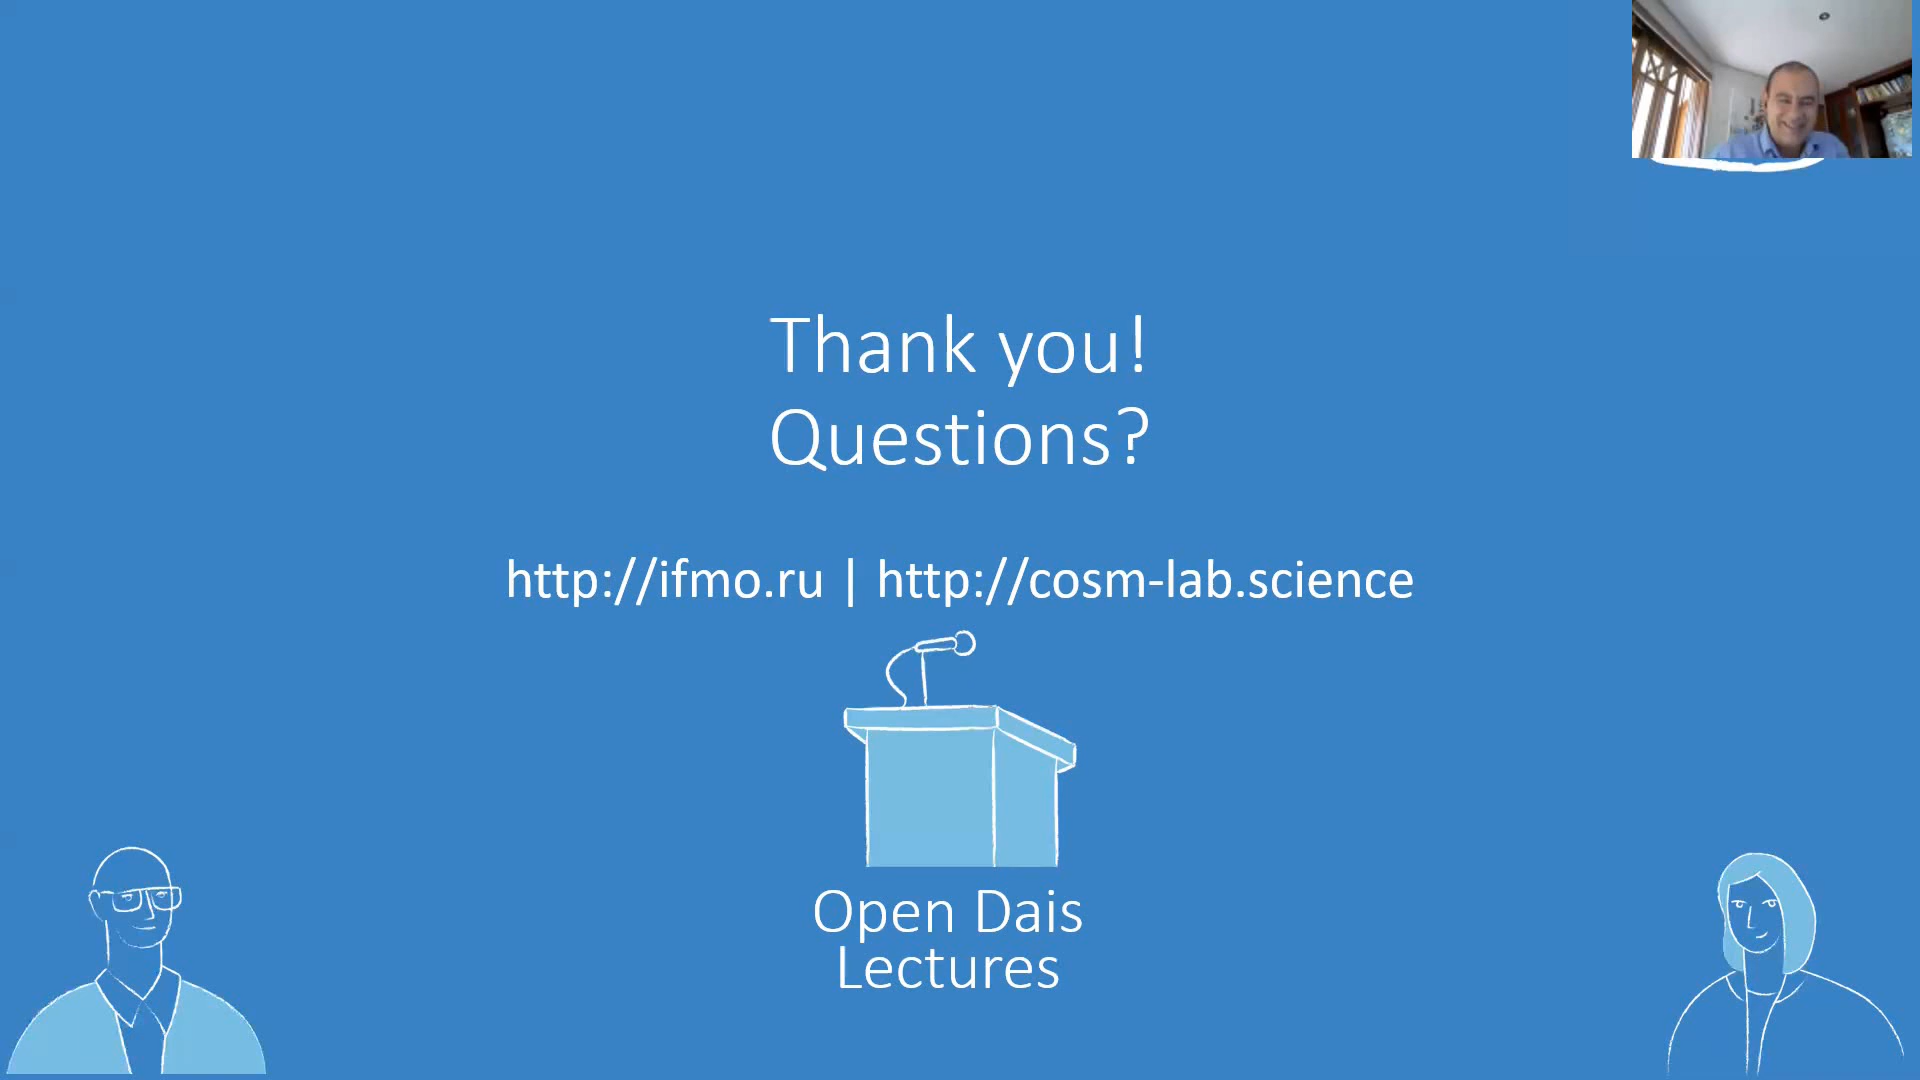 Thank you!
Questions?
http://ifmo.ru | http://cosm-lab.science
Open Dais
Lectures